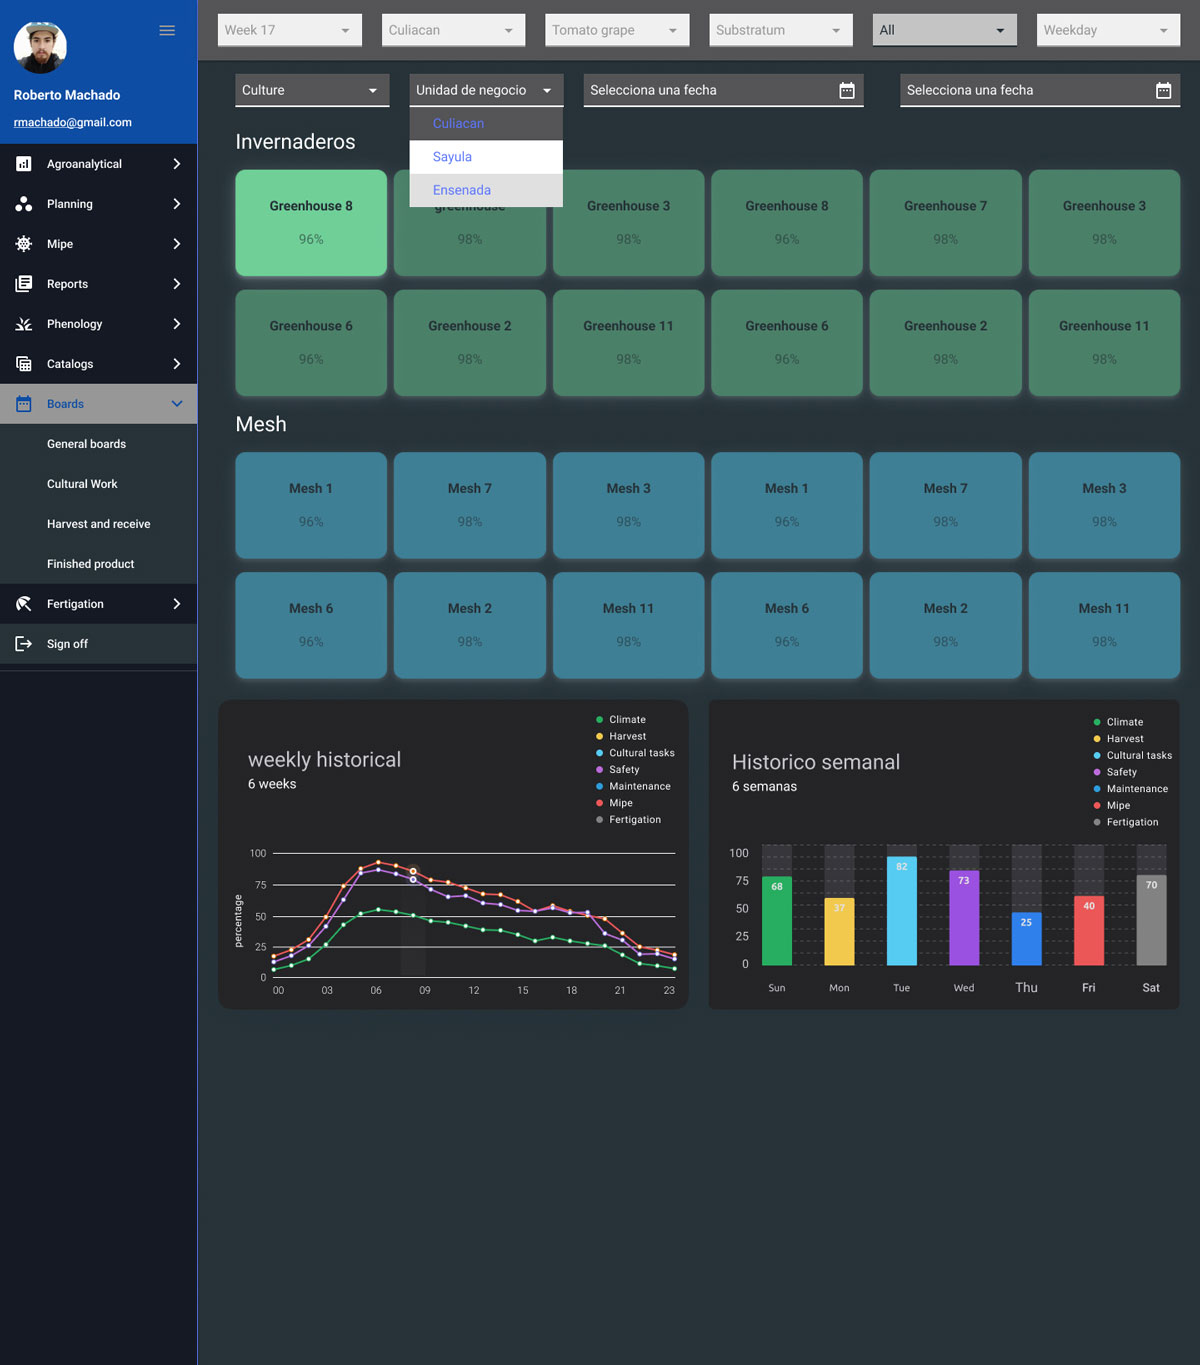 Roberto Machado
rmachado@gmail.com
Agroanalytical
Planning
Mipe
Reports
Phenology
Catalogs
Boards
General boards
Cultural Work
Harvest and receive
Finished product
Fertigation
Sign off
Week 17 Culiacan Tomato grape Substratum All Weekday
Culture Unidad de negocio Selecciona una fecha Selecciona una fecha
Culiacan
Sayula
Ensenada
Invernaderos
Greenhouse 8 greenhouse Greenhouse 3 Greenhouse 8 Greenhouse 7 Greenhouse 3
96% 98% 98% 96% 98% 98%
Greenhouse 6 Greenhouse 2 Greenhouse 11 Greenhouse 6 Greenhouse 2 Greenhouse 11
96% 98% 98% 96% 98% 98%
Mesh
Mesh 1 Mesh 7 Mesh 3 Mesh 1 Mesh 7 Mesh 3
96% 98% 98% 96% 98% 98%
Mesh 6 Mesh 2 Mesh 11 Mesh 6 Mesh 2 Mesh 11
96% 98% 98% 96% 98% 98%
weekly historical
6 weeks
Climate
Harvest
Cultural tasks
Safety
Maintenance
Mipe
Fertigation
percentage
100
75
50
25
0
00 03 06 09 12 15 18 21 23
Historico semanal
6 semanas
Climate
Harvest
Cultural tasks
Safety
Maintenance
Mipe
Fertigation
100
75
50
25
0
68 37 82 73 25 40 70
Sun Mon Tue Wed Thu Fri Sat